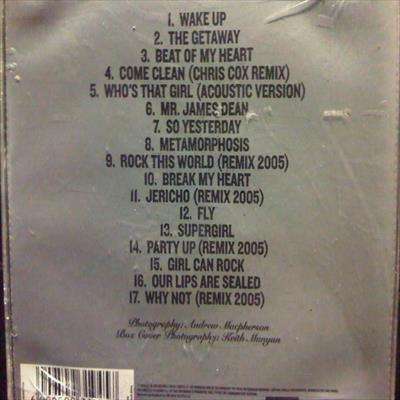 1. WAKE UP
2. THE GETAWAY
3. BEAT OF MY HEART
4. COME CLEAN (CHRIS COX REMIX)
5. WHO'S THAT GIRL (ACOUSTIC VERSION)
6. MR. JAMES DEAN
7. SO YESTERDAY
8. METAMORPHOSIS
9. ROCK THIS WORLD (REMIX 2005)
10. BREAK MY HEART
11. JERICHO (REMIX 2005)
12. FLY
13. SUPERGIRL
14. PARTY UP (REMIX 2005)
15. GIRL CAN ROCK
16. OUR LIPS ARE SEALED
17. WHY NOT (REMIX 2005)
Photography: Andrew Macpherson
Box Cover Photography: Keith Munyan